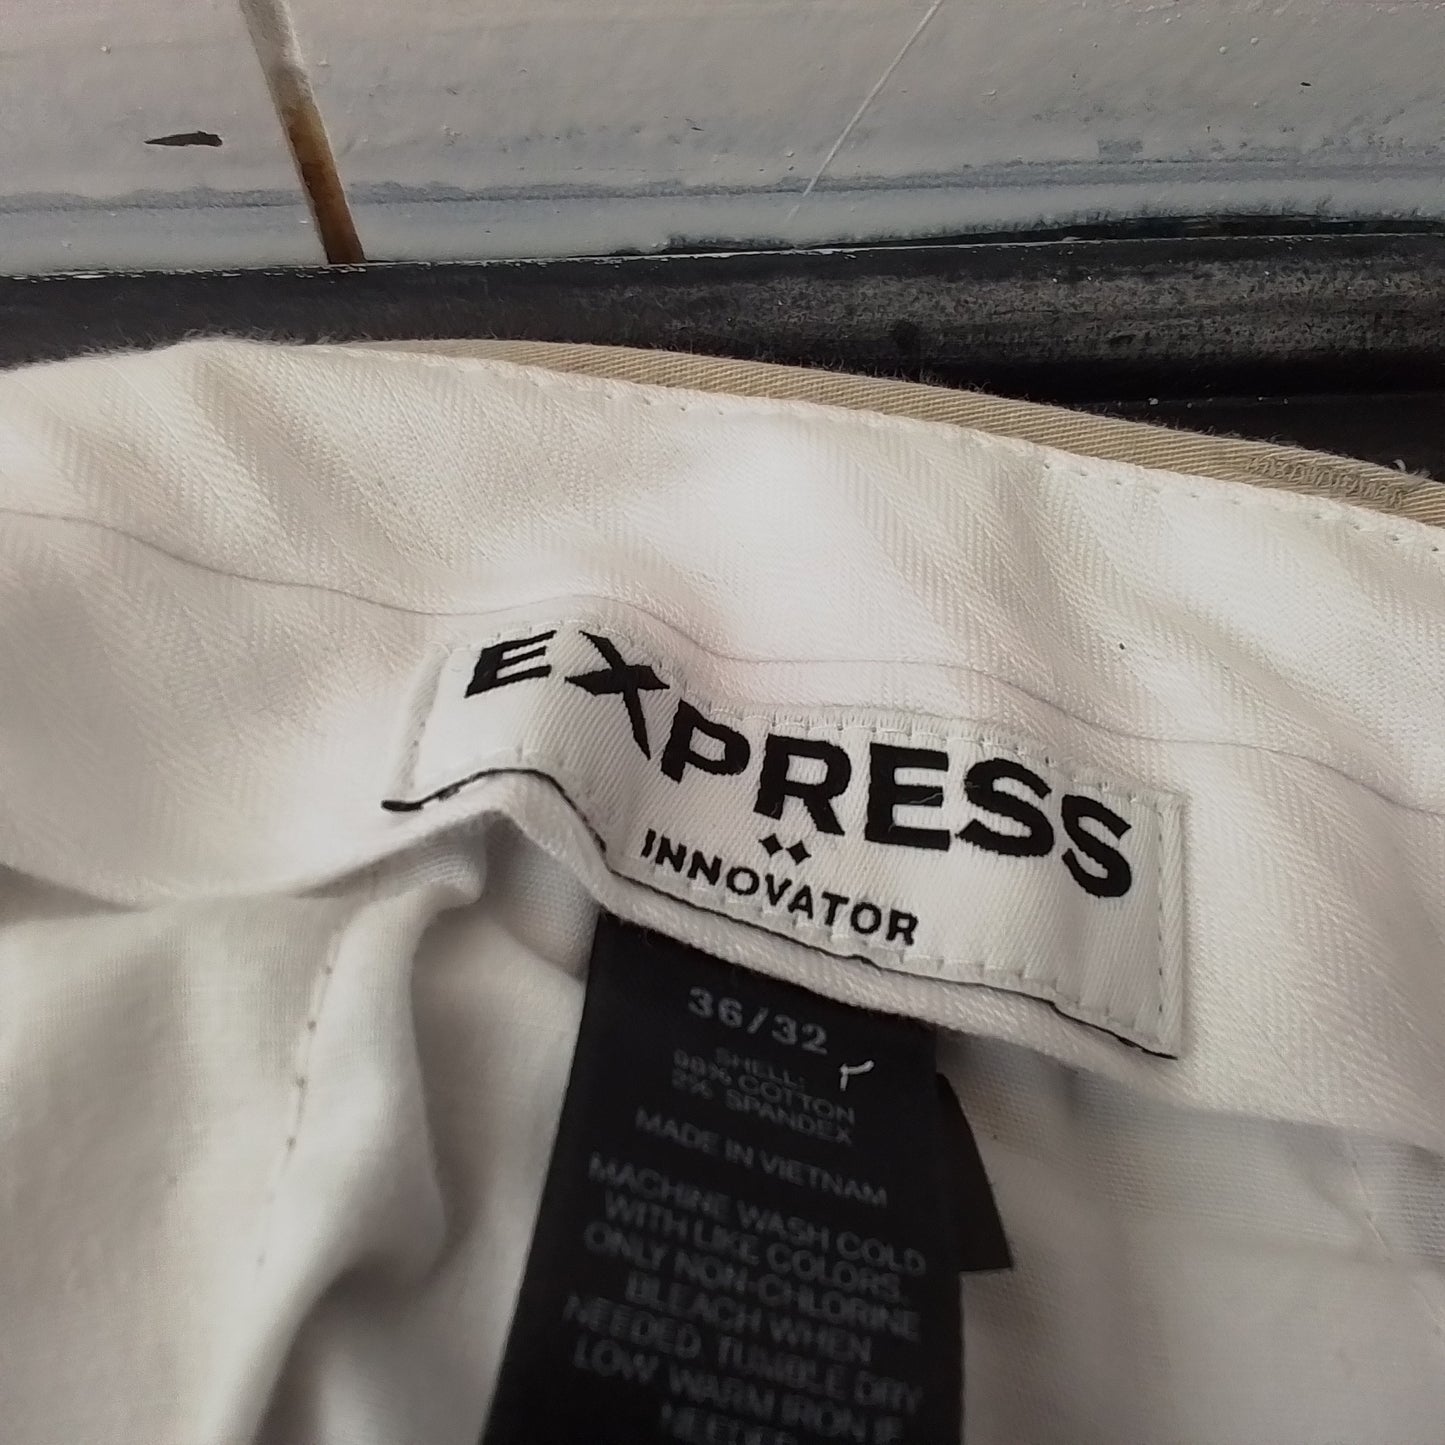 EXPRESS
INNOVATOR
36/32
SHELL:
98% COTTON
2% SPANDEX
MADE IN VIETNAM
MACHINE WASH COLD
WITH LIKE COLORS.
ONLY NON-CHLORINE
BLEACH WHEN
NEEDED. TUMBLE DRY
LOW. WARM IRON IF